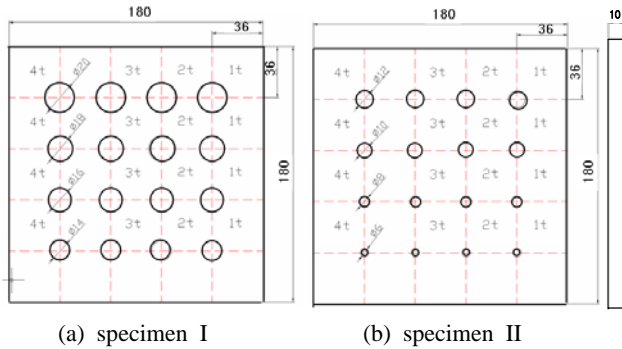 180
180
10
36
36
36
36
4t ø20 3t 2t 1t
4t ø12 3t 2t 1t
4t ø18 3t 2t 1t
4t ø10 3t 2t 1t
180
180
4t ø16 3t 2t 1t
4t ø8 3t 2t 1t
4t ø14 3t 2t 1t
4t ø6 3t 2t 1t
(a) specimen I
(b) specimen II